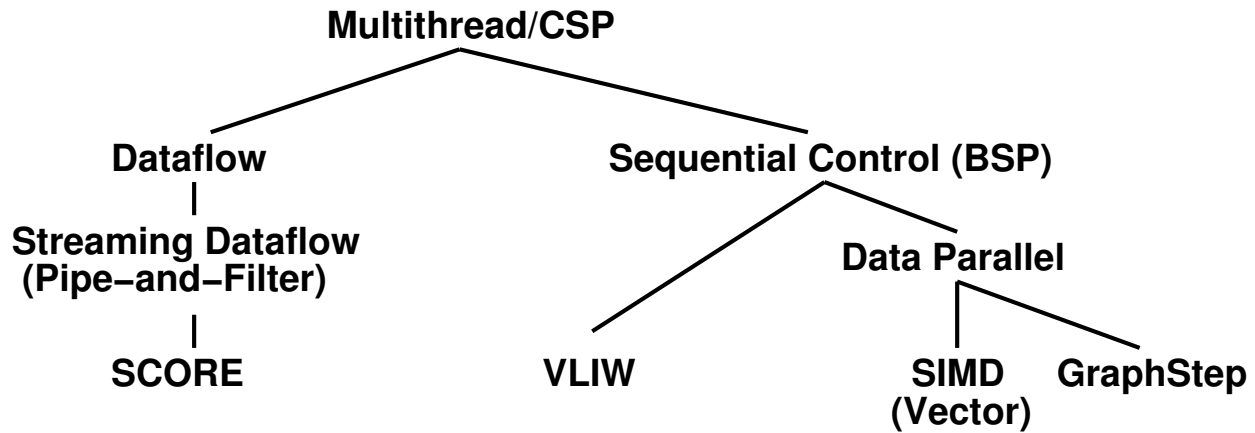 Multithread/CSP
Dataflow
Sequential Control (BSP)
Streaming Dataflow
(Pipe−and−Filter)
Data Parallel
SCORE
VLIW
SIMD
(Vector)
GraphStep